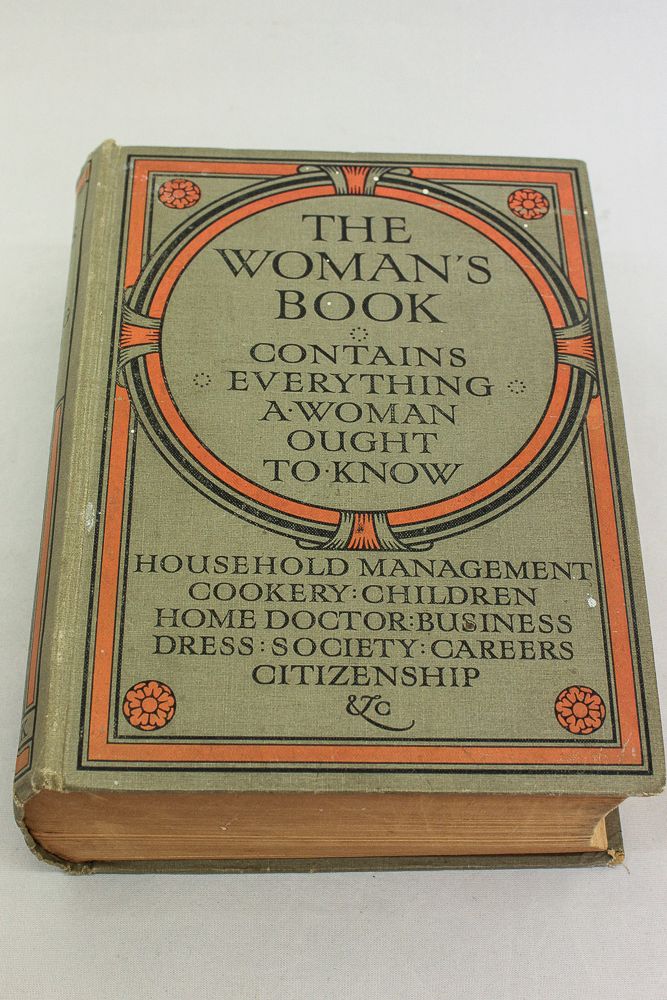 THE
WOMAN'S
BOOK
CONTAINS
EVERYTHING
A·WOMAN
OUGHT
TO·KNOW
HOUSEHOLD MANAGEMENT
COOKERY:CHILDREN
HOME DOCTOR:BUSINESS
DRESS:SOCIETY:CAREERS
CITIZENSHIP
&TC